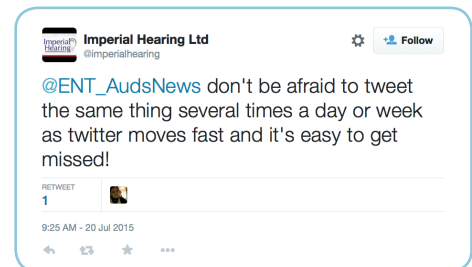 Imperial
Hearing
Imperial Hearing Ltd
@imperialhearing
Follow
@ENT_AudsNews don't be afraid to tweet
the same thing several times a day or week
as twitter moves fast and it's easy to get
missed!
RETWEET
1
9:25 AM - 20 Jul 2015